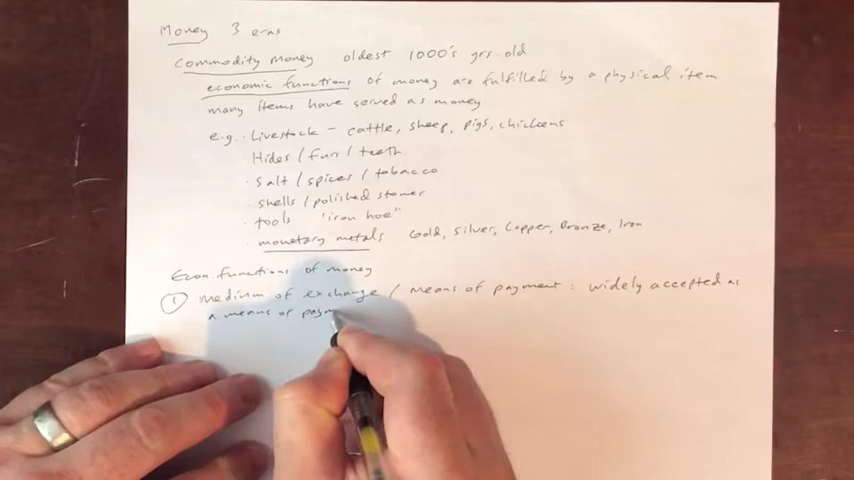 Money 3 eras
Commodity Money oldest 1000's yrs. old
economic functions of money are fulfilled by a physical item
many items have served as money
e.g. · Livestock - cattle, sheep, pigs, chickens
Hides / furs / teeth
· Salt / spices / tobacco
· shells / polished stones
· tools "iron hoe"
· monetary metals Gold, Silver, Copper, Bronze, Iron
Econ. functions of money
① medium of exchange / means of payment: widely accepted as
a means of paym